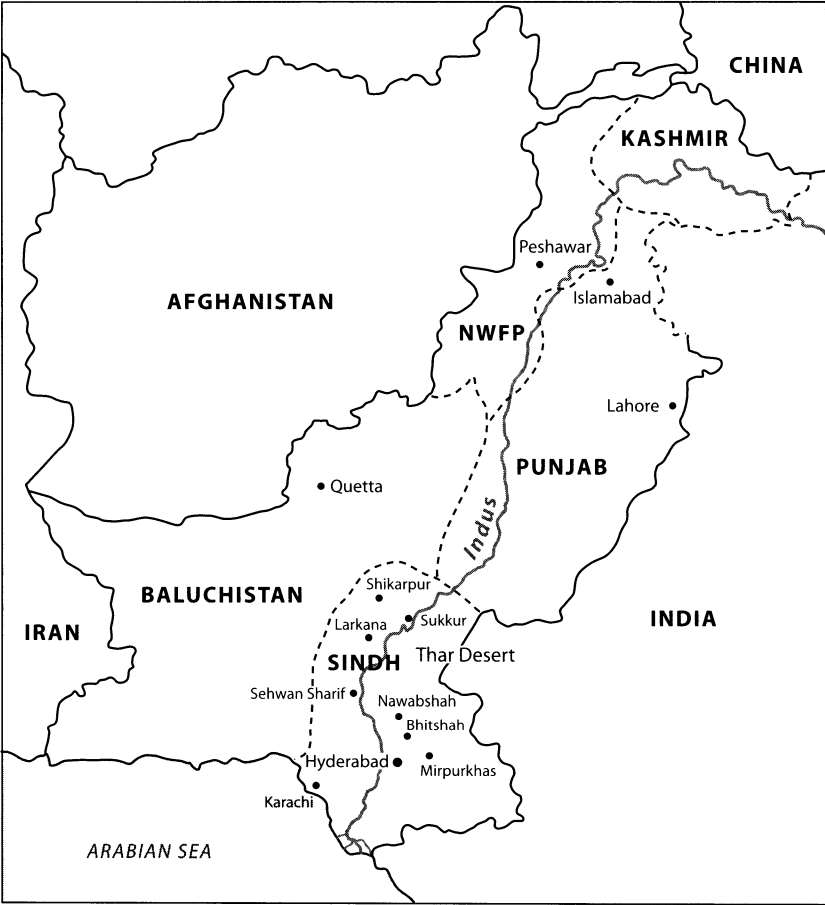 CHINA
KASHMIR
Peshawar
Islamabad
AFGHANISTAN
NWFP
Lahore
PUNJAB
Quetta
Indus
Shikarpur
BALUCHISTAN
Sukkur
INDIA
Larkana
IRAN
Thar Desert
SINDH
Sehwan Sharif
Nawabshah
Bhitshah
Hyderabad
Mirpurkhas
Karachi
ARABIAN SEA